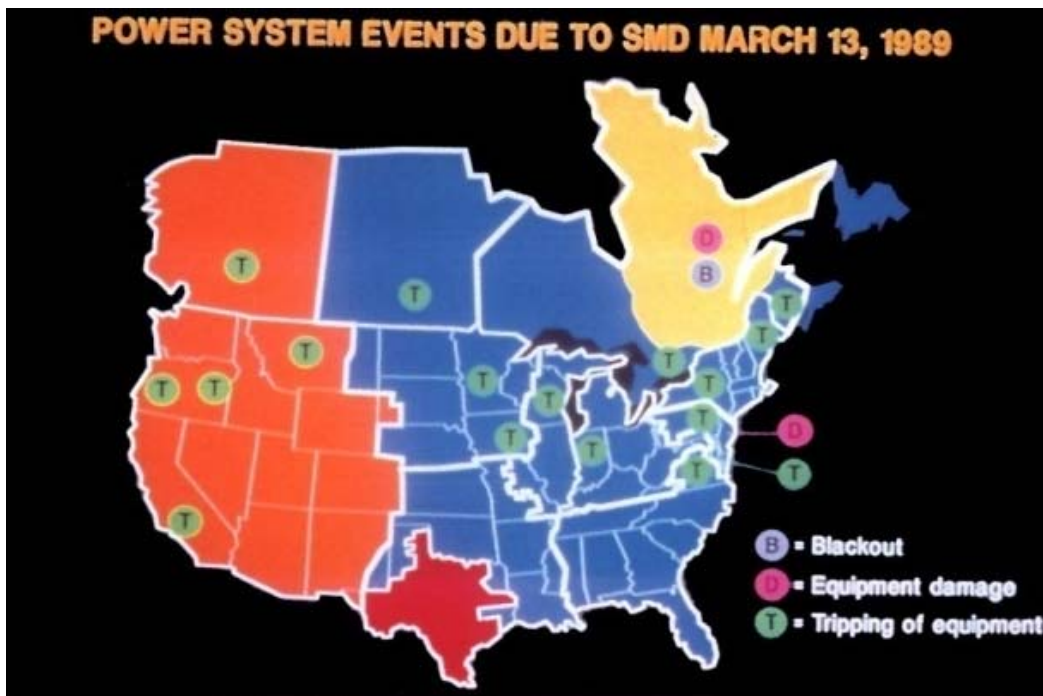 POWER SYSTEM EVENTS DUE TO SMD MARCH 13, 1989
D
T
B
T
T
T
T
T
T
T
T
T
T
T
D
T
T
T
T
T
B = Blackout
D = Equipment damage
T = Tripping of equipment